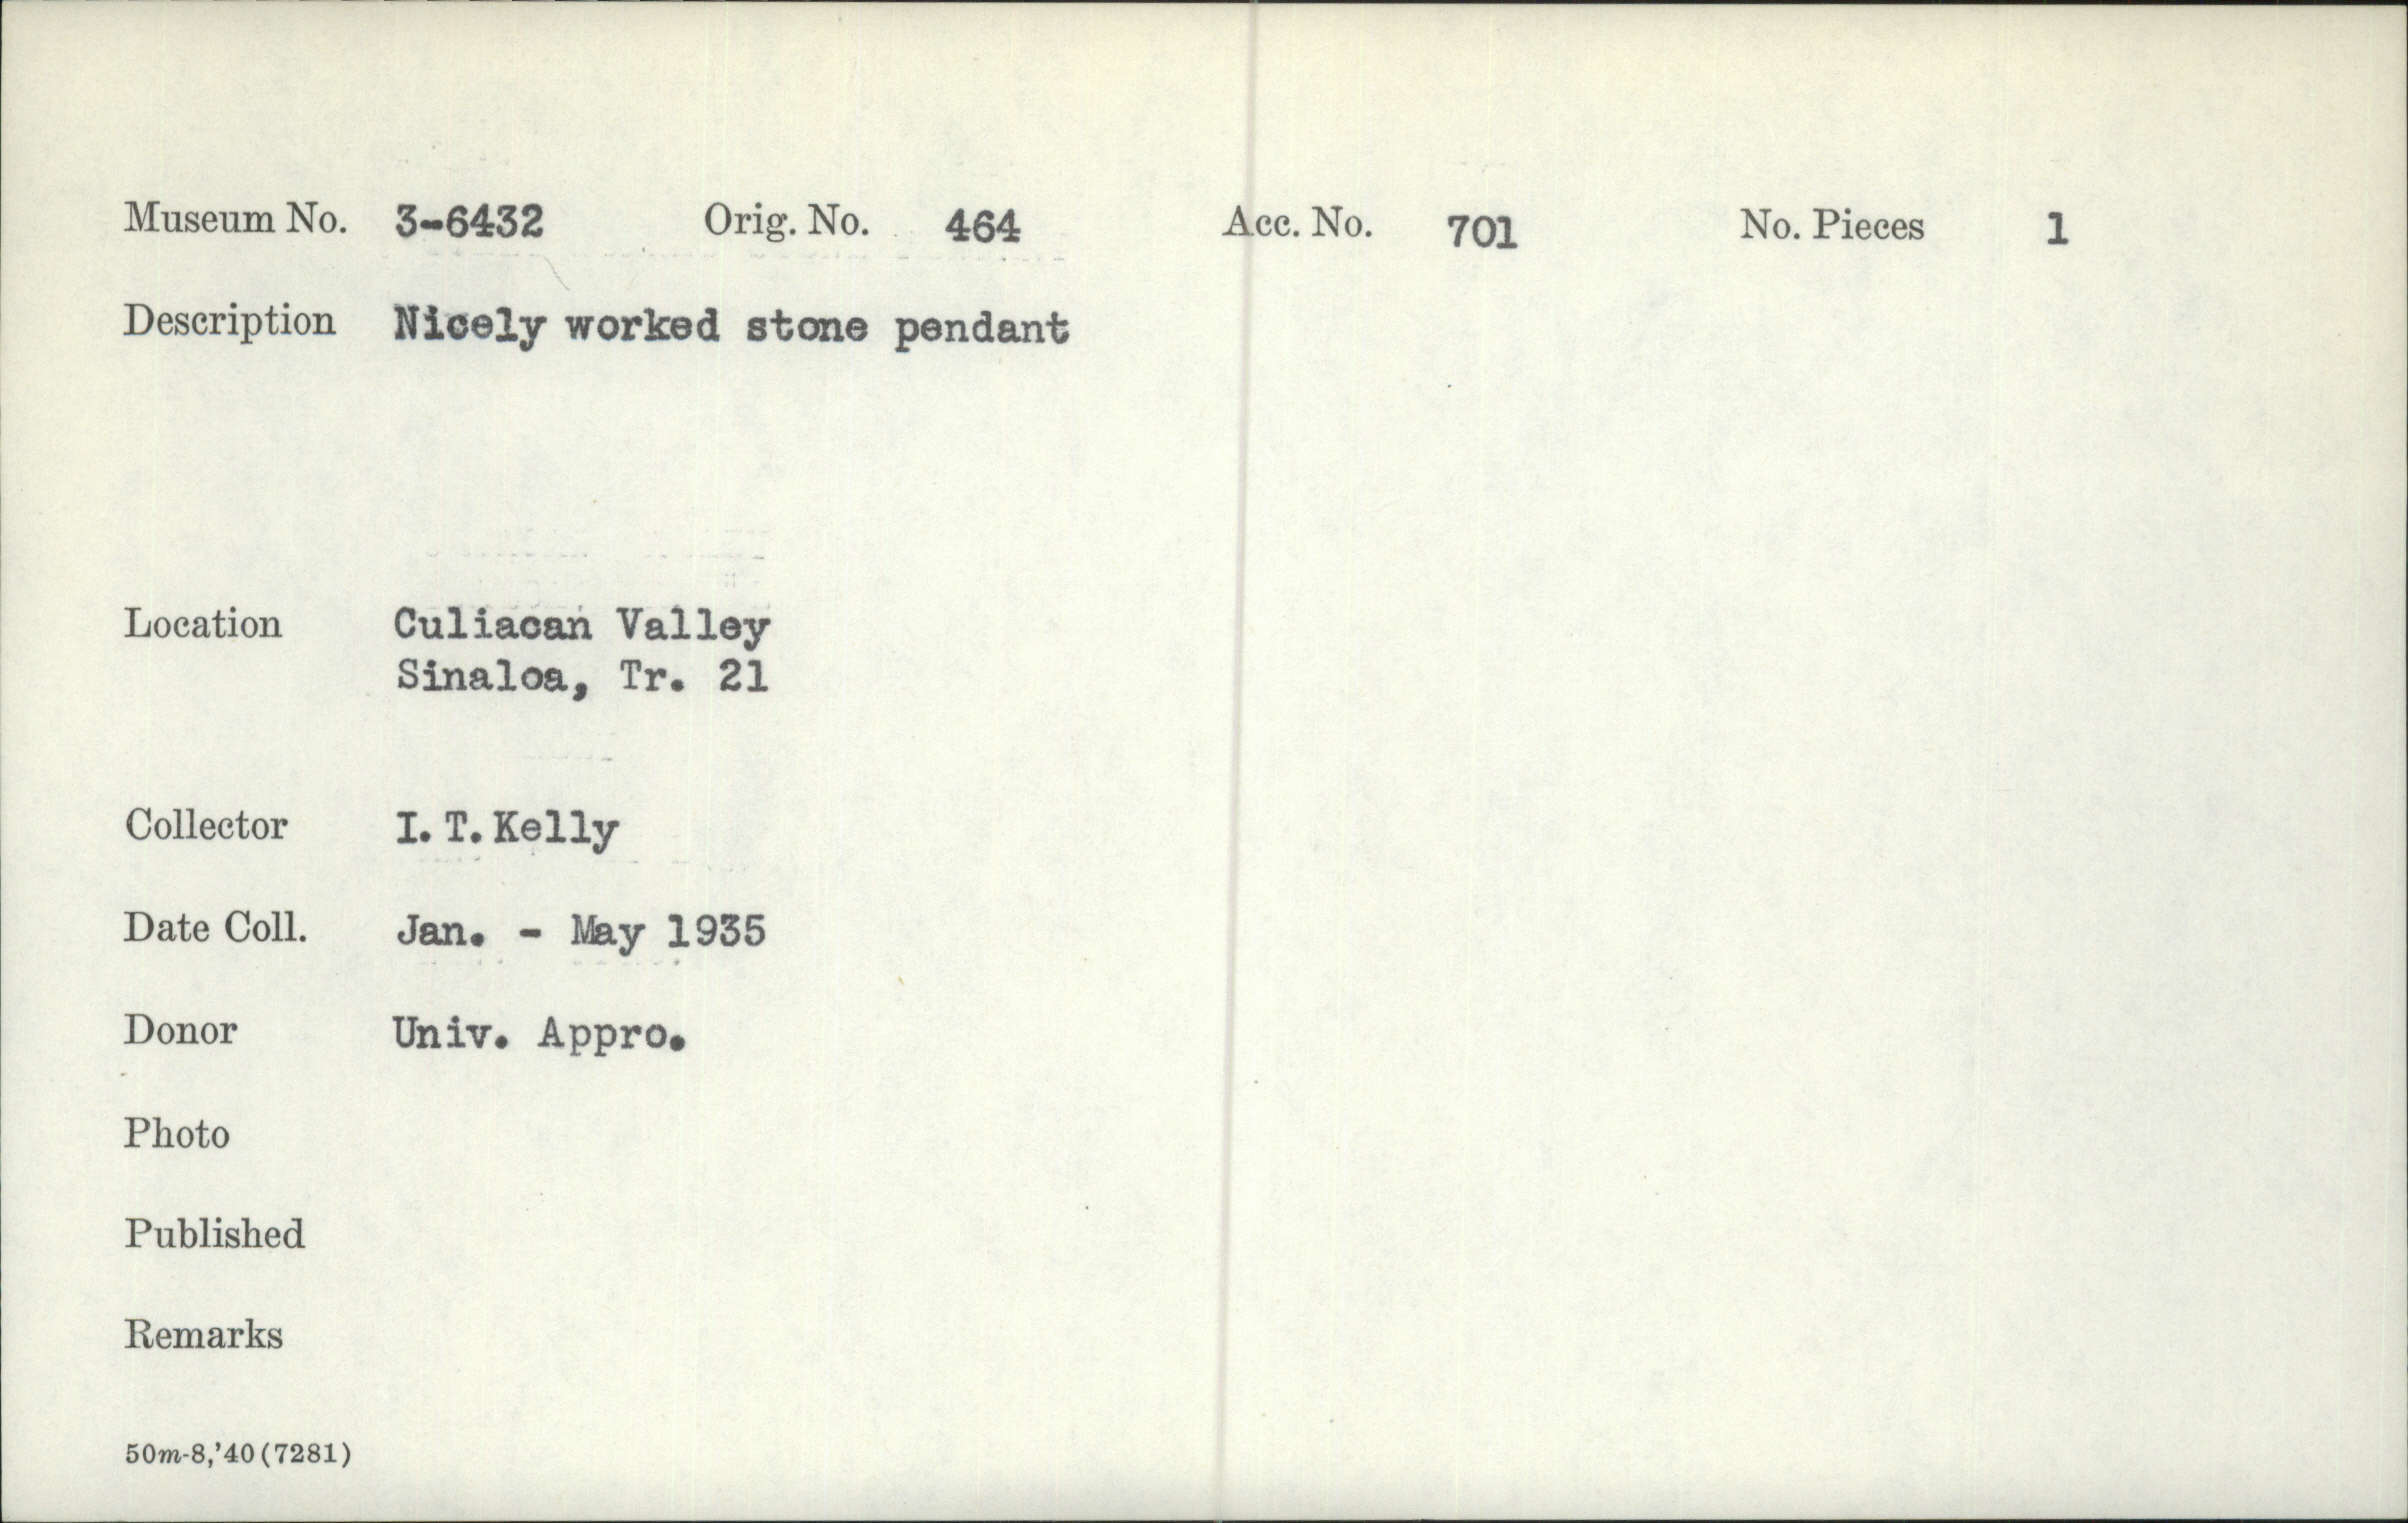 Museum No. 3-6432 Orig. No. 464 Acc. No. 701 No. Pieces 1
Description Nicely worked stone pendant
Location Culiacan Valley
Sinaloa, Tr. 21
Collector I. T. Kelly
Date Coll. Jan. - May 1935
Donor Univ. Appro.
Photo
Published
Remarks
50m-8,'40(7281)